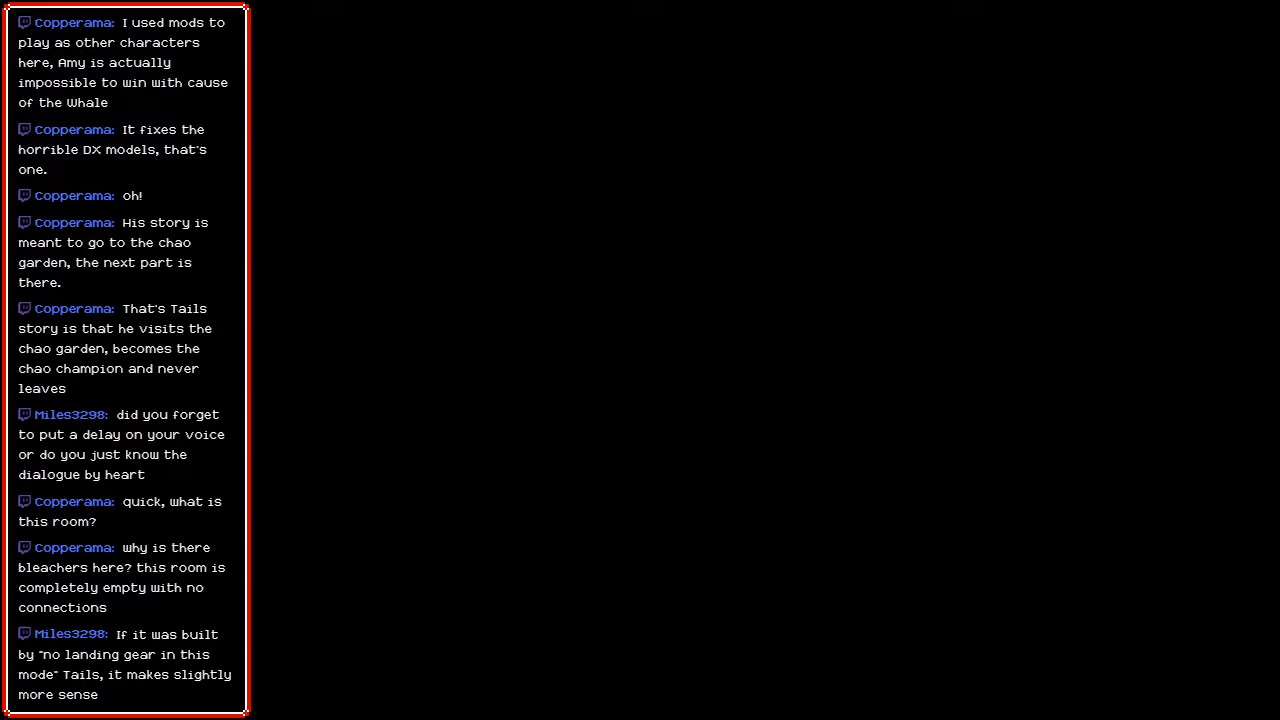 Copperama: I used mods to
play as other characters
here, Amy is actually
impossible to win with cause
of the Whale
Copperama: It fixes the
horrible DX models, that's
one.
Copperama: oh!
Copperama: His story is
meant to go to the chao
garden, the next part is
there.
Copperama: That's Tails
story is that he visits the
chao garden, becomes the
chao champion and never
leaves
Miles3298: did you forget
to put a delay on your voice
or do you just know the
dialogue by heart
Copperama: quick, what is
this room?
Copperama: why is there
bleachers here? this room is
completely empty with no
connections
Miles3298: If it was built
by "no landing gear in this
mode" Tails, it makes slightly
more sense